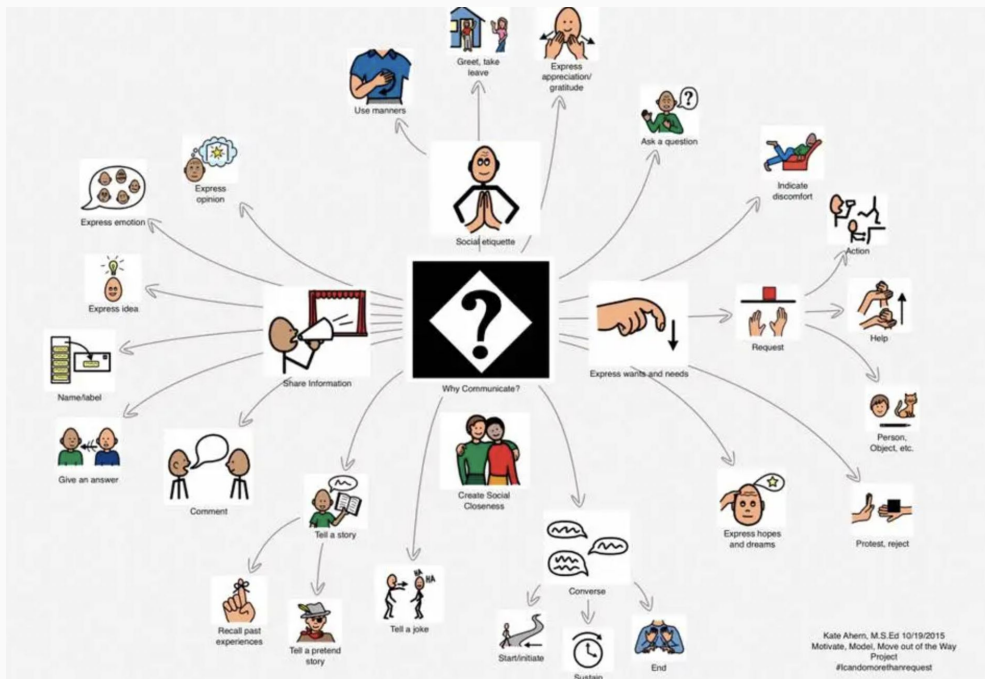 Greet, take
leave
Express
appreciation/
gratitude
Use manners
?
Ask a question
Express
opinion
Indicate
discomfort
Express emotion
Social etiquette
Action
Express idea
?
Share Information
Why Communicate?
Express wants and needs
Request
Help
Name/label
Person,
Object, etc.
Give an answer
Comment
Create Social
Closeness
Tell a story
Express hopes
and dreams
Protest, reject
Converse
HA
HA
Recall past
experiences
Tell a pretend
story
Tell a joke
Start/initiate
Sustain
End
Kate Ahern, M.S.Ed 10/19/2015
Motivate, Model, Move out of the Way
Project
#Icandomorethanrequest